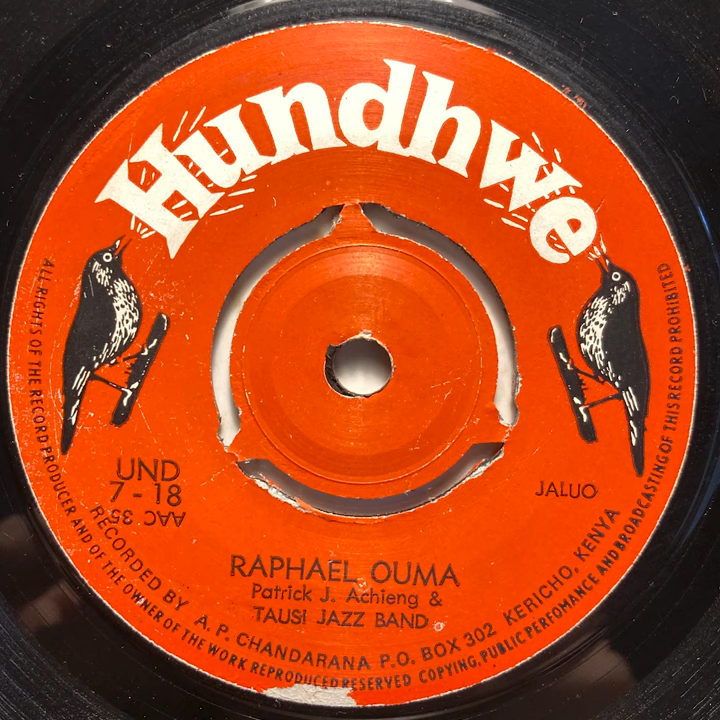 Hundhwe
UND
7-18
AAC 35
JALUO
RAPHAEL OUMA
Patrick J. Achieng &
TAUSI JAZZ BAND
RECORDED BY A. P. CHANDARANA P.O. BOX 302 KERICHO, KENYA
ALL RIGHTS OF THE RECORD PRODUCER AND OF THE OWNER OF THE WORK REPRODUCED RESERVED COPYING, PUBLIC PERFOMANCE AND BROADCASTING OF THIS RECORD PROHIBITED